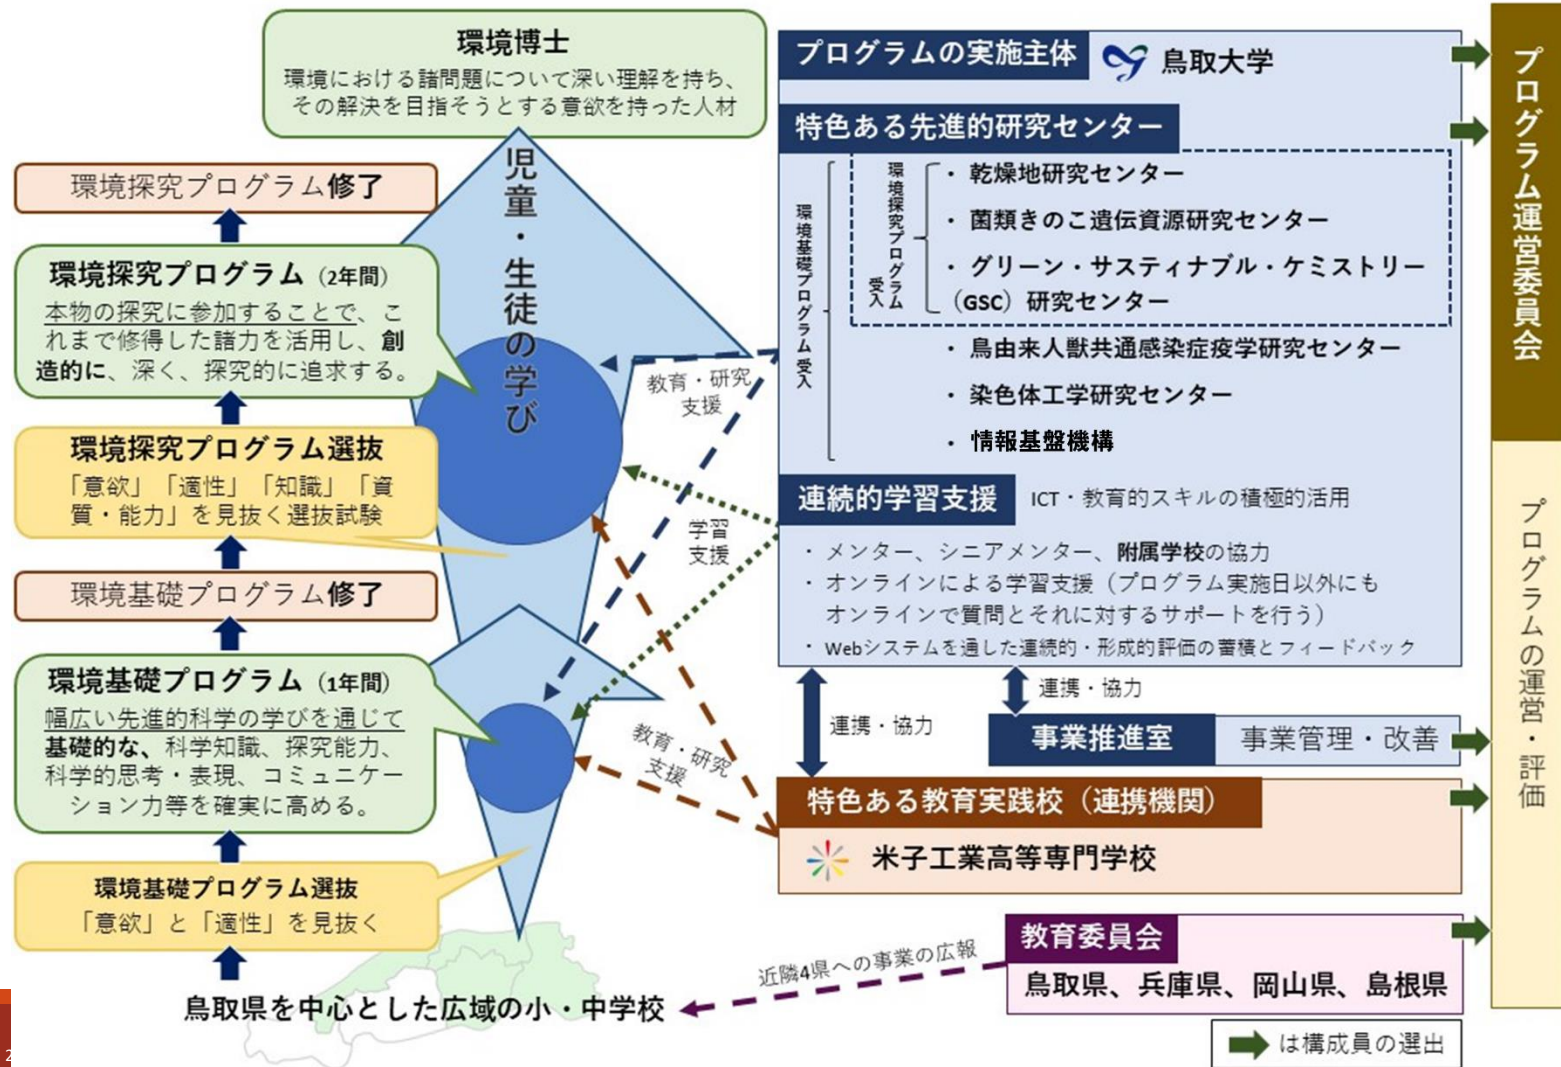 環境博士
環境における諸問題について深い理解を持ち、
その解決を目指そうとする意欲を持った人材
環境探究プログラム修了
環境探究プログラム（2年間）
本物の探究に参加することで、こ
れまで修得した諸力を活用し、創
造的に、深く、探究的に追求する。
環境探究プログラム選抜
「意欲」「適性」「知識」「資
質・能力」を見抜く選抜試験
環境基礎プログラム修了
環境基礎プログラム（1年間）
幅広い先進的科学の学びを通じて
基礎的な、科学知識、探究能力、
科学的思考・表現、コミュニケー
ション力等を確実に高める。
環境基礎プログラム選抜
「意欲」と「適性」を見抜く
鳥取県を中心とした広域の小・中学校
児童・生徒の学び
教育・研究
支援
学習
支援
教育・研究
支援
近隣4県への事業の広報
プログラムの実施主体
鳥取大学
特色ある先進的研究センター
環境基礎プログラム受入
環境探究プログラム
受入
・乾燥地研究センター
・菌類きのこ遺伝資源研究センター
・グリーン・サスティナブル・ケミストリー
（GSC）研究センター
・鳥由来人獣共通感染症疫学研究センター
・染色体工学研究センター
・情報基盤機構
連続的学習支援
ICT・教育的スキルの積極的活用
・メンター、シニアメンター、附属学校の協力
・オンラインによる学習支援（プログラム実施日以外にも
オンラインで質問とそれに対するサポートを行う）
・Webシステムを通した連続的・形成的評価の蓄積とフィードバック
連携・協力
連携・協力
事業推進室
事業管理・改善
特色ある教育実践校（連携機関）
米子工業高等専門学校
教育委員会
鳥取県、兵庫県、岡山県、島根県
は構成員の選出
プログラム運営委員会
プログラムの運営・評価
2